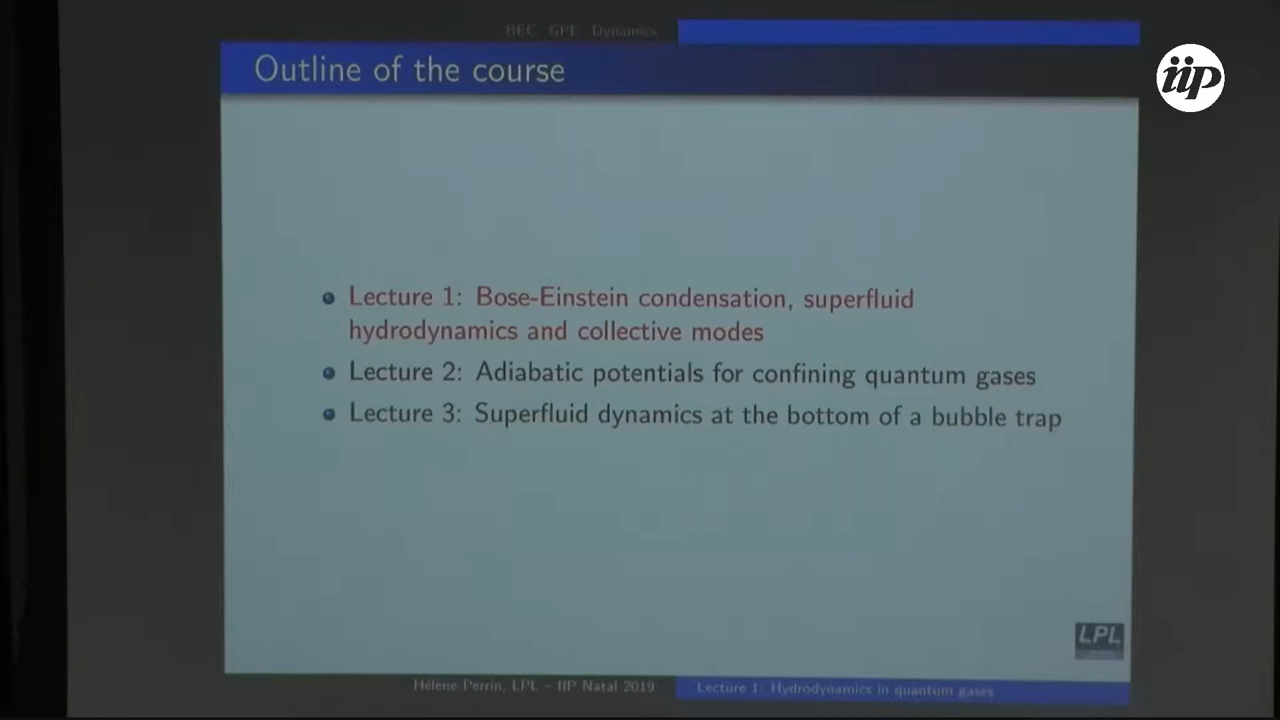 BEC GPE Dynamics
Outline of the course
iip
Lecture 1: Bose-Einstein condensation, superfluid
hydrodynamics and collective modes
Lecture 2: Adiabatic potentials for confining quantum gases
Lecture 3: Superfluid dynamics at the bottom of a bubble trap
LPL
Hélène Perrin, LPL – IIP Natal 2019
Lecture 1: Hydrodynamics in quantum gases